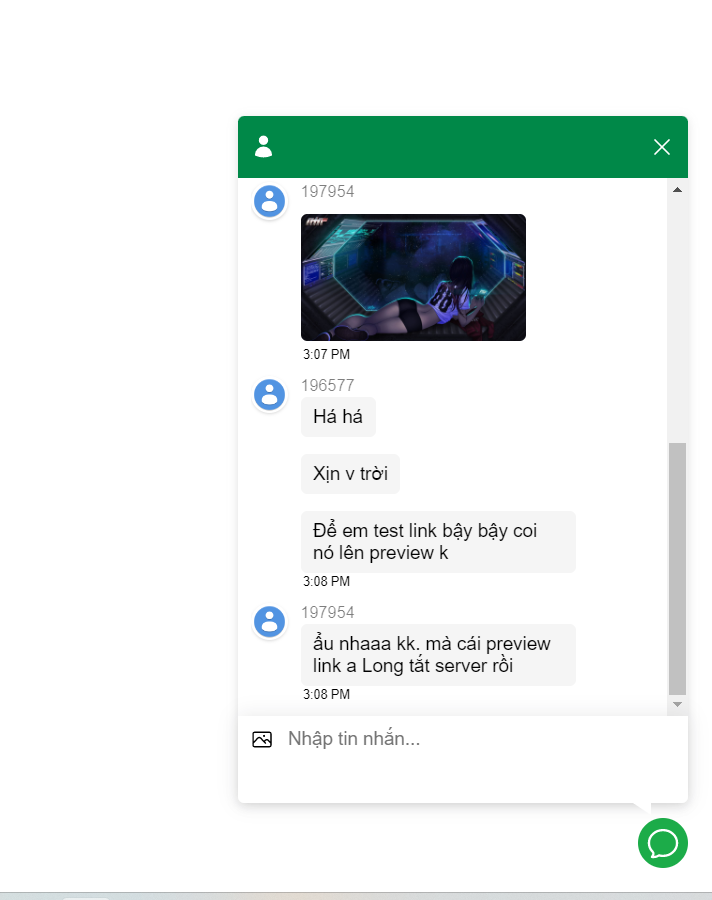 197954
3:07 PM
196577
Há há
Xịn v trời
Để em test link bậy bậy coi
nó lên preview k
3:08 PM
197954
ẩu nhaaa kk. mà cái preview
link a Long tắt server rồi
3:08 PM
Nhập tin nhắn...